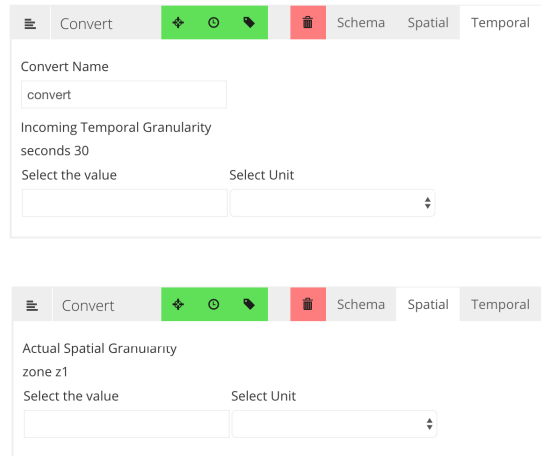 Convert Schema Spatial Temporal
Convert Name
convert
Incoming Temporal Granularity
seconds 30
Select the value Select Unit
Convert Schema Spatial Temporal
Actual Spatial Granularity
zone z1
Select the value Select Unit